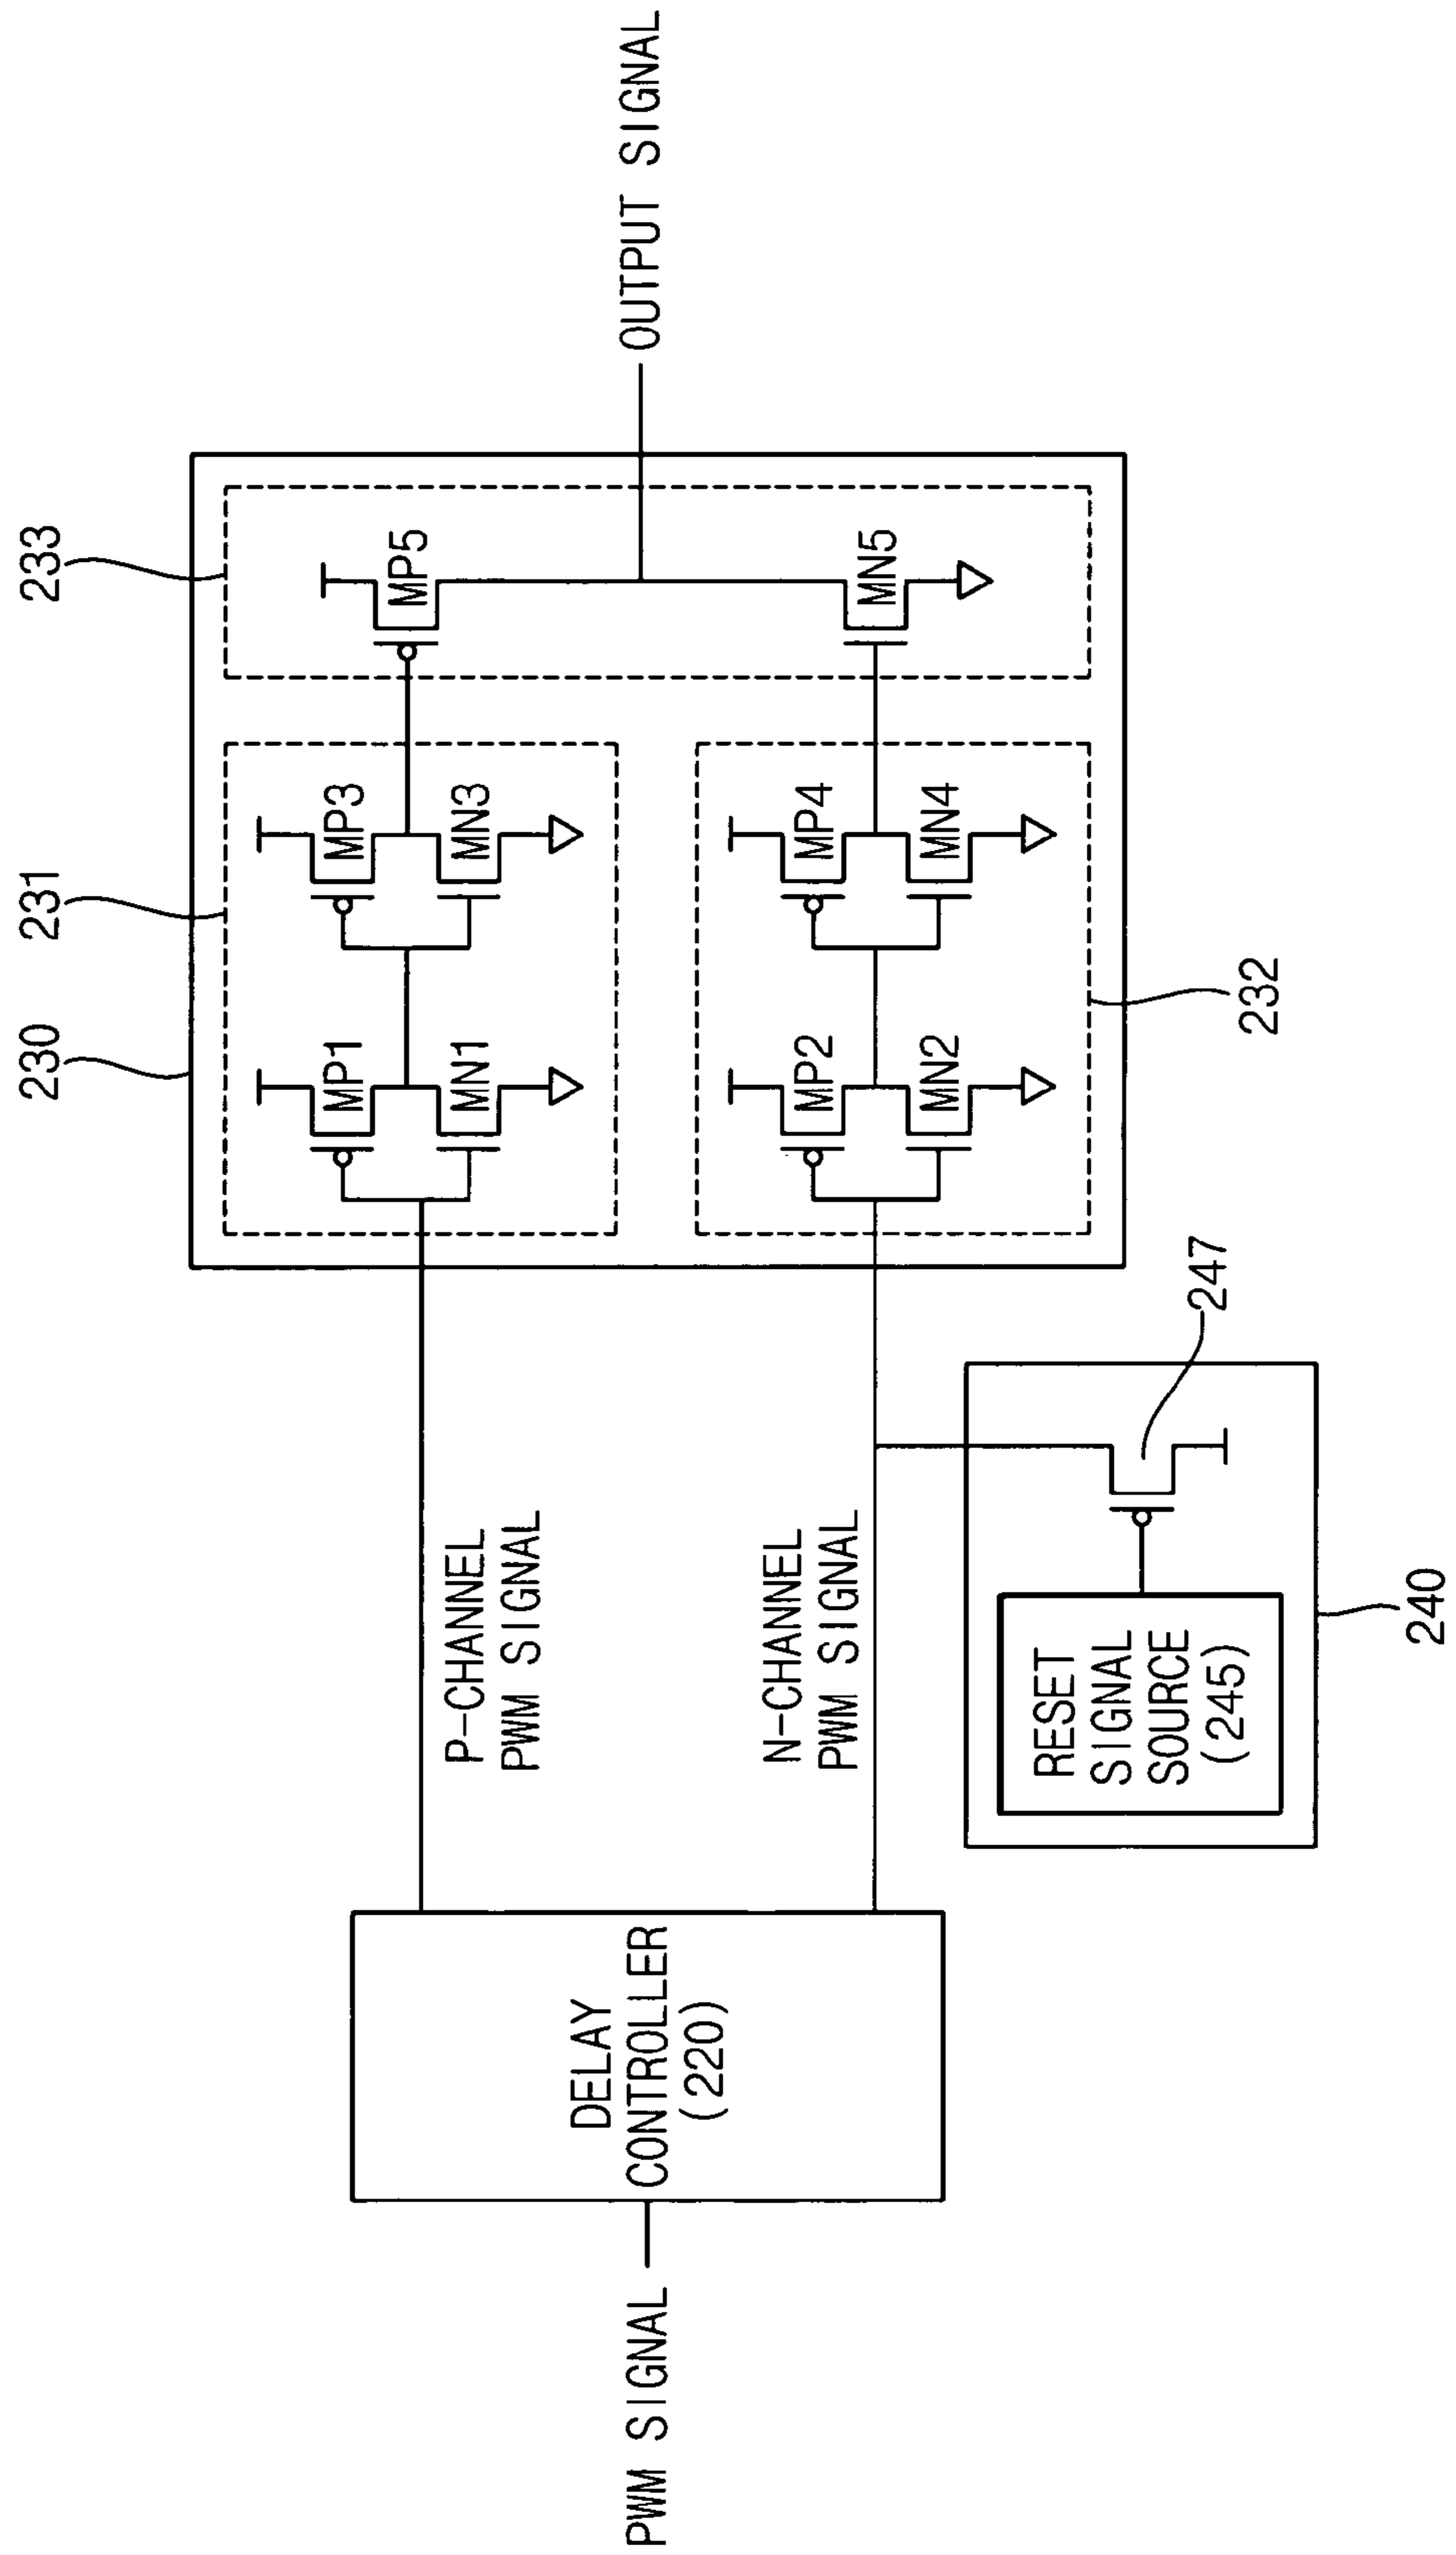 PWM SIGNAL
DELAY
CONTROLLER
(220)
P-CHANNEL
PWM SIGNAL
N-CHANNEL
PWM SIGNAL
RESET
SIGNAL
SOURCE
(245)
240
247
230
231
232
233
MP1
MN1
MP3
MN3
MP2
MN2
MP4
MN4
MP5
MN5
OUTPUT SIGNAL